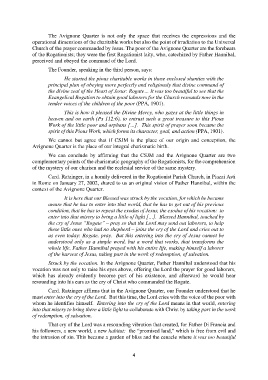 The Avignone Quarter is not only the space that receives the expressions and the
operational dimensions of the charitable works but also the point of irradiation to the Universal
Church of the prayer commanded by Jesus. The poor of the Avignone Quarter are the forebears
of the Rogationists, they were the first Rogationist laity, who, catechized by Father Hannibal,
perceived and obeyed the command of the Lord.
The Founder, speaking in the third person, says:
He started the pious charitable works in those enclosed shanties with the
principal plan of obeying more perfectly and religiously that divine command of
the divine zeal of the Heart of Jesus: Rogate… It was too beautiful to see that the
Evangelical Rogation to obtain good laborers for the Church resounds now in the
tender voices of the children of the poor (PPA, 1901).
This is how it pleased the Divine Mercy, who gazes at the little things in
heaven and on earth (Ps 112:6), to entrust such a great treasure to this Pious
Work of the little poor and orphans […]. This spirit of prayer soon became the
spirit of this Pious Work, which forms its character, goal, and action (PPA, 1901).
We cannot but agree that if CSJM is the place of our origin and conception, the
Avignone Quarter is the place of our integral charismatic birth.
We can conclude by affirming that the CSJM and the Avignone Quarter are two
complementary points of the charismatic geography of the Rogationists, for the comprehension
of the mystery of our charism and the ecclesial service of the same mystery.
Card. Ratzinger, in a homily delivered in the Rogationist Parish Church, in Piazza Asti
in Rome on January 27, 2002, shared to us an original vision of Father Hannibal, within the
context of the Avignone Quarter.
It is here that our Blessed was struck by the vocation, for which he became
aware that he has to enter into that world, that he has to get out of his previous
condition, that he has to repeat the exodus of Jesus, the exodus of his vocation: to
enter into that misery to bring a little of light […]. Blessed Hannibal, touched by
the cry of Jesus "Rogate" – pray so that the Lord may send out laborers, to help
these little ones who had no shepherd – joins the cry of the Lord and cries out to
us even today: Rogate, pray. But this entering into the cry of Jesus cannot be
understood only as a simple word, but a word that works, that transforms the
whole life. Father Hannibal prayed with his entire life, making himself a laborer
of the harvest of Jesus, taking part in the work of redemption, of salvation.
Struck by the vocation. In the Avignone Quarter, Father Hannibal understood that his
vocation was not only to raise his eyes above, offering the Lord the prayer for good laborers,
which has already evidently become part of his existence, and afterward he would hear
resounding into his ears as the cry of Christ who commanded the Rogate.
Card. Ratzinger affirms that in the Avignone Quarter, our Founder understood that he
must enter into the cry of the Lord. But this time, the Lord cries with the voice of the poor with
whom he identifies himself. Entering into the cry of the Lord means in that world, entering
into that misery to bring there a little light to collaborate with Christ by taking part in the work
of redemption, of salvation.
That cry of the Lord was a resounding vibration that created, for Father Di Francia and
his followers, a new world, a new habitat: the "promised land," which is free from evil and
the intrusion of sin. This became a garden of bliss and the cenacle where it was too beautiful
4